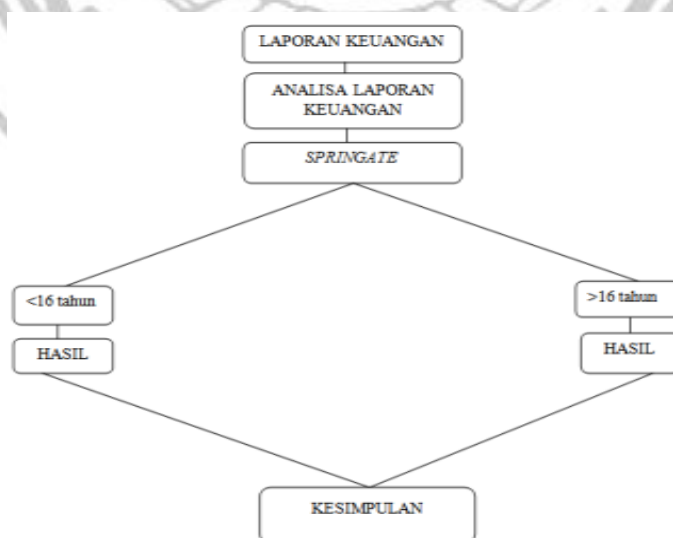 LAPORAN KEUANGAN
ANALISA LAPORAN
KEUANGAN
SPRINGATE
<16 tahun
>16 tahun
HASIL
HASIL
KESIMPULAN